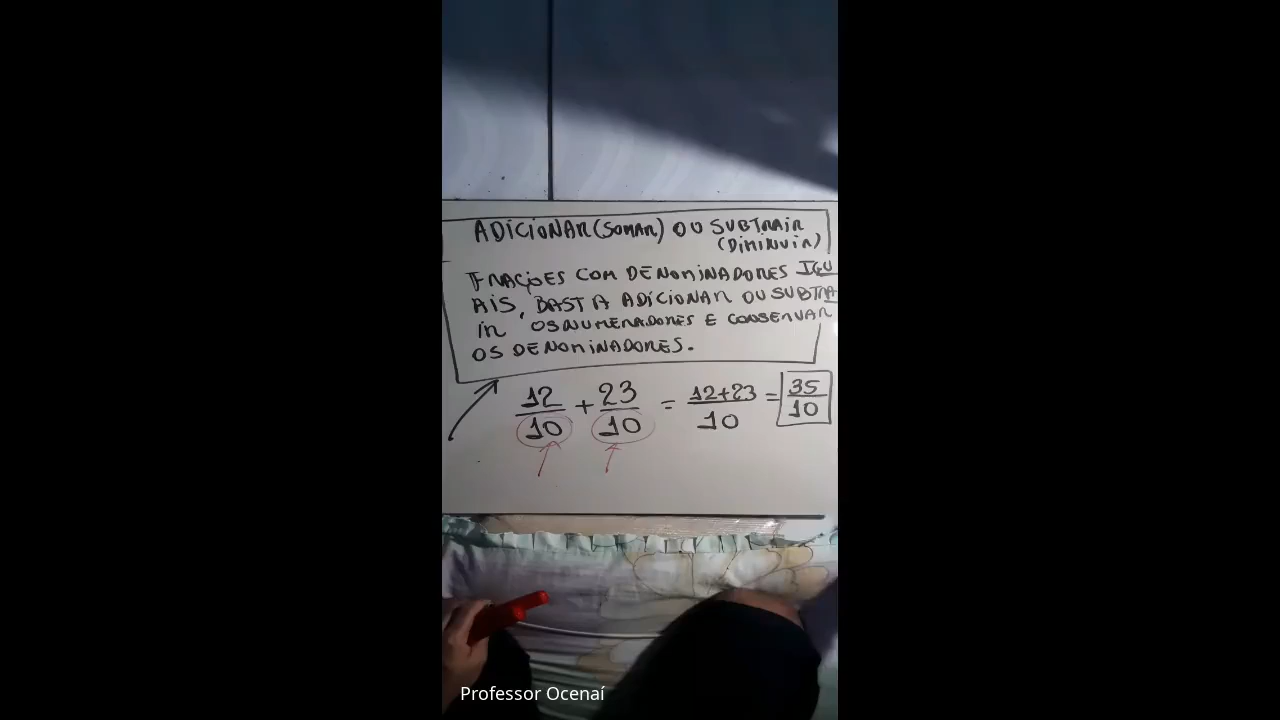 ADICIONAR (SOMAR) OU SUBTRAIR
(DIMINUIR)
FRAÇÕES COM DENOMINADORES IGU
AIS, BASTA ADICIONAR OU SUBTRA
IR OS NUMERADORES E CONSERVAR
OS DENOMINADORES.
12/10 + 23/10 = 12+23/10 = 35/10
Professor Ocenaí